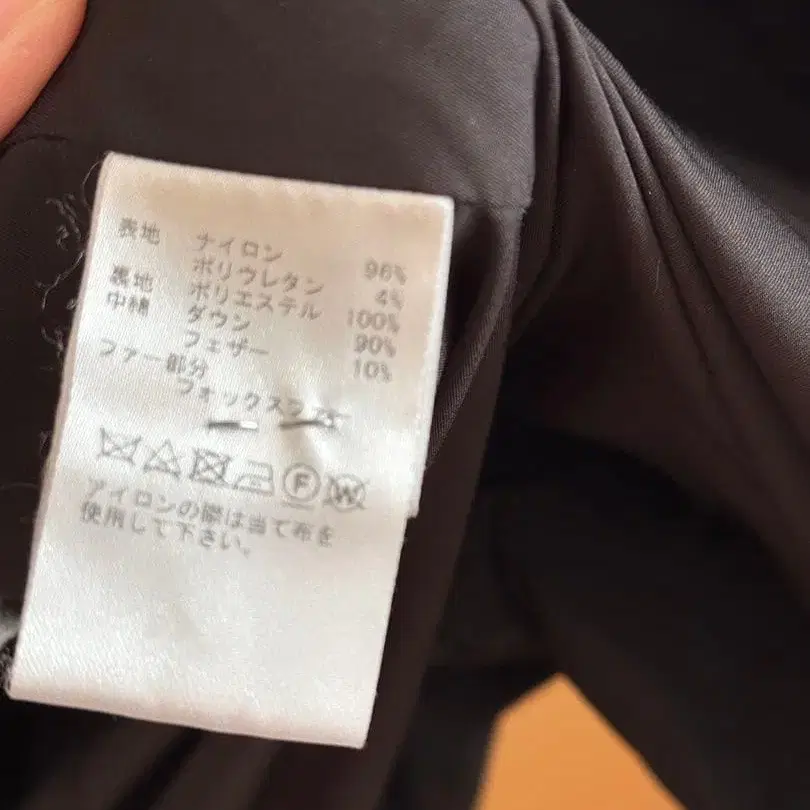 表地 ナイロン 96%
ポリウレタン 4%
裏地 ポリエステル 100%
中綿 ダウン 90%
フェザー 10%
ファー部分
フォックスファー
F W
アイロンの際は当て布を
使用して下さい。